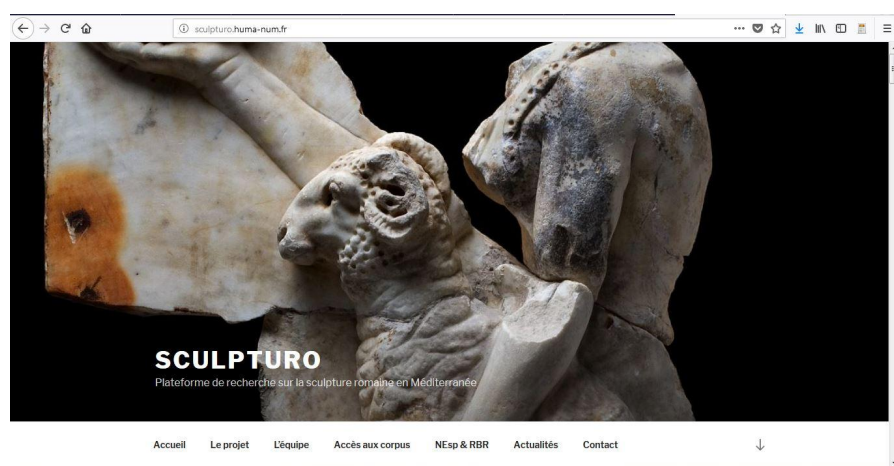 sculpturo.huma-num.fr
SCULPTURO
Plateforme de recherche sur la sculpture romaine en Méditerranée
Accueil Le projet L'équipe Accès aux corpus NEsp & RBR Actualités Contact